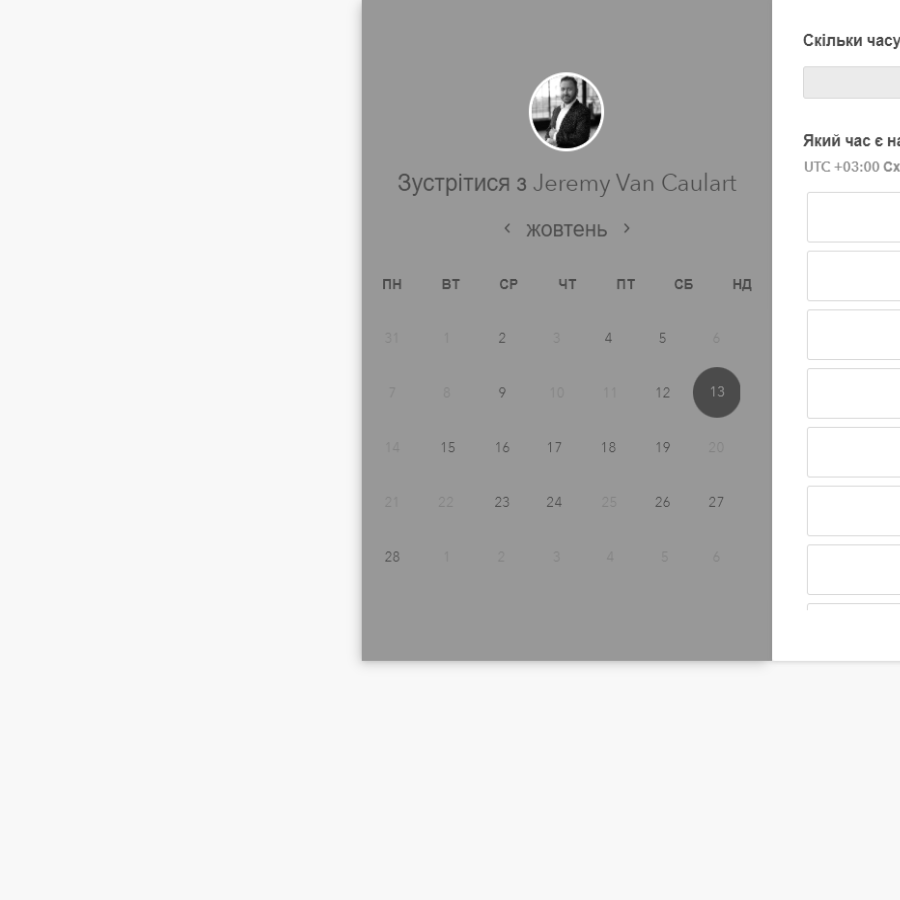 Зустрітися з Jeremy Van Caulart
‹ жовтень ›
ПН ВТ СР ЧТ ПТ СБ НД
31 1 2 3 4 5 6
7 8 9 10 11 12 13
14 15 16 17 18 19 20
21 22 23 24 25 26 27
28 1 2 3 4 5 6
Скільки часу
Який час є
UTC +03:00